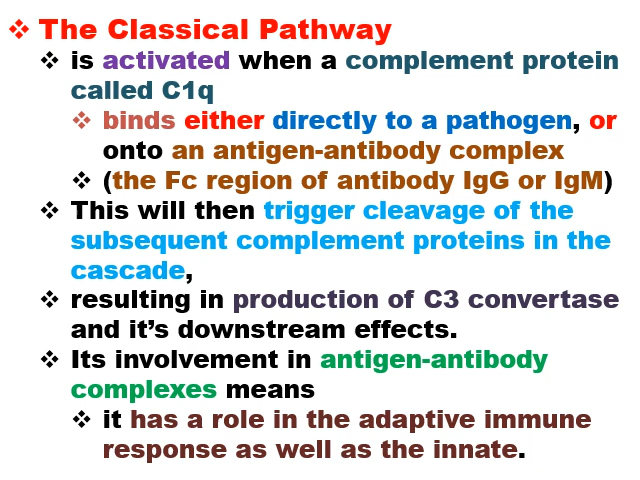 ❖ The Classical Pathway
❖ is activated when a complement protein
called C1q
❖ binds either directly to a pathogen, or
onto an antigen-antibody complex
❖ (the Fc region of antibody IgG or IgM)
❖ This will then trigger cleavage of the
subsequent complement proteins in the
cascade,
❖ resulting in production of C3 convertase
and it’s downstream effects.
❖ Its involvement in antigen-antibody
complexes means
❖ it has a role in the adaptive immune
response as well as the innate.